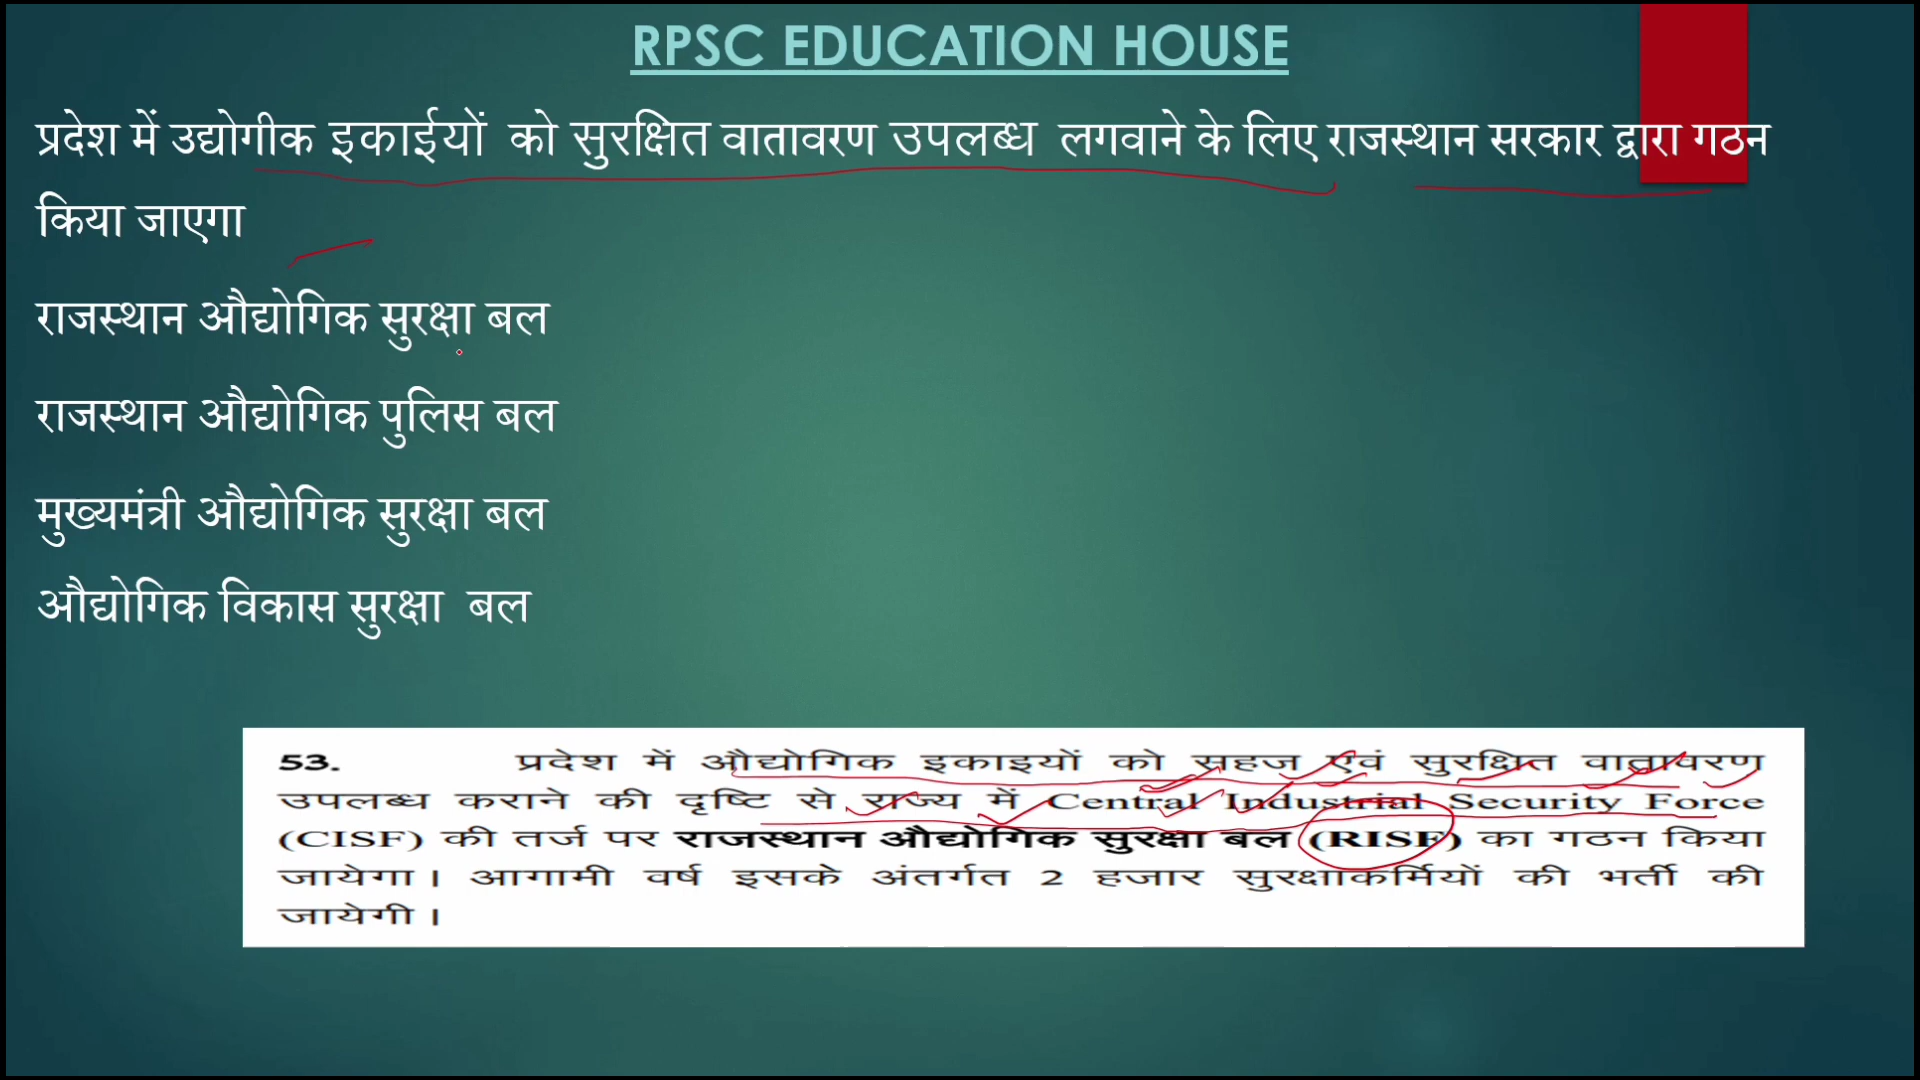 RPSC EDUCATION HOUSE
प्रदेश में उद्योगीक इकाईयों को सुरक्षित वातावरण उपलब्ध लगवाने के लिए राजस्थान सरकार द्वारा गठन
किया जाएगा
राजस्थान औद्योगिक सुरक्षा बल
राजस्थान औद्योगिक पुलिस बल
मुख्यमंत्री औद्योगिक सुरक्षा बल
औद्योगिक विकास सुरक्षा बल
53. प्रदेश में औद्योगिक इकाइयों को सहज एवं सुरक्षित वातावरण
उपलब्ध कराने की दृष्टि से राज्य में Central Industrial Security Force
(CISF) की तर्ज पर राजस्थान औद्योगिक सुरक्षा बल (RISF) का गठन किया
जायेगा। आगामी वर्ष इसके अंतर्गत 2 हजार सुरक्षाकर्मियों की भर्ती की
जायेगी।